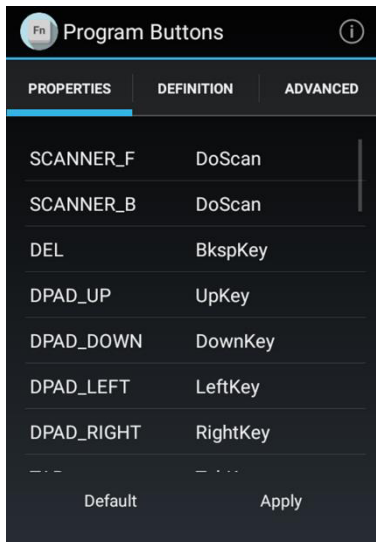 Fn Program Buttons
PROPERTIES DEFINITION ADVANCED
SCANNER_F DoScan
SCANNER_B DoScan
DEL BkspKey
DPAD_UP UpKey
DPAD_DOWN DownKey
DPAD_LEFT LeftKey
DPAD_RIGHT RightKey
Default Apply